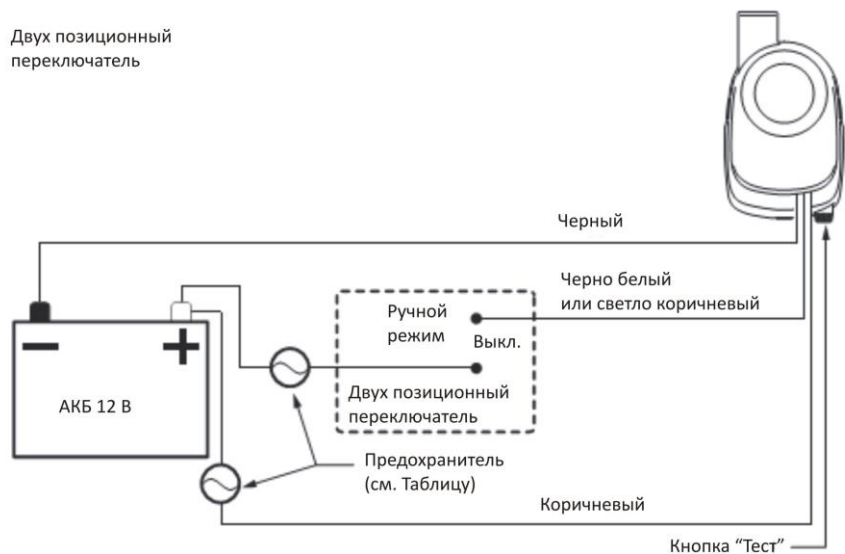 Двух позиционный
переключатель
Черный
Черно белый
или светло коричневый
Ручной
режим
Выкл.
Двух позиционный
переключатель
АКБ 12 В
Предохранитель
(см. Таблицу)
Коричневый
Кнопка “Тест”